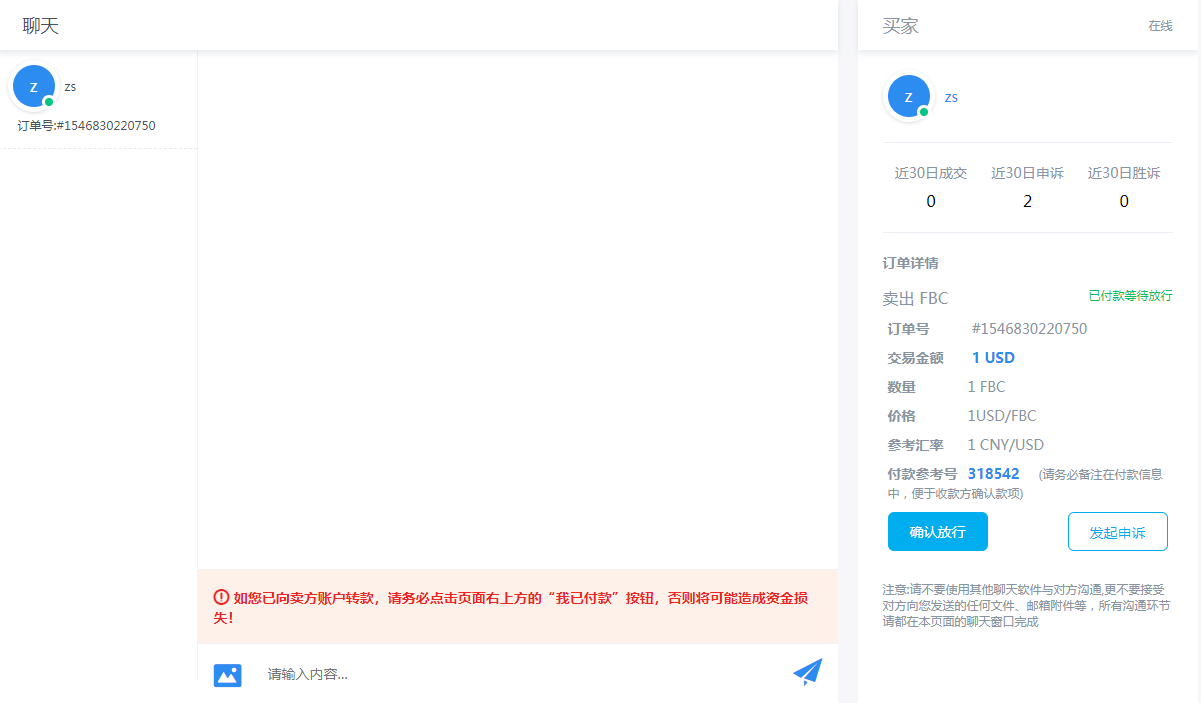 聊天
z
zs
订单号:#1546830220750
如您已向卖方账户转款，请务必点击页面右上方的“我已付款”按钮，否则将可能造成资金损
失！
请输入内容...
买家
在线
z
zs
近30日成交 近30日申诉 近30日胜诉
0 2 0
订单详情
卖出 FBC 已付款等待放行
订单号 #1546830220750
交易金额 1 USD
数量 1 FBC
价格 1USD/FBC
参考汇率 1 CNY/USD
付款参考号 318542 (请务必备注在付款信息
中，便于收款方确认款项)
确认放行 发起申诉
注意:请不要使用其他聊天软件与对方沟通,更不要接受
对方向您发送的任何文件、邮箱附件等，所有沟通环节
请都在本页面的聊天窗口完成